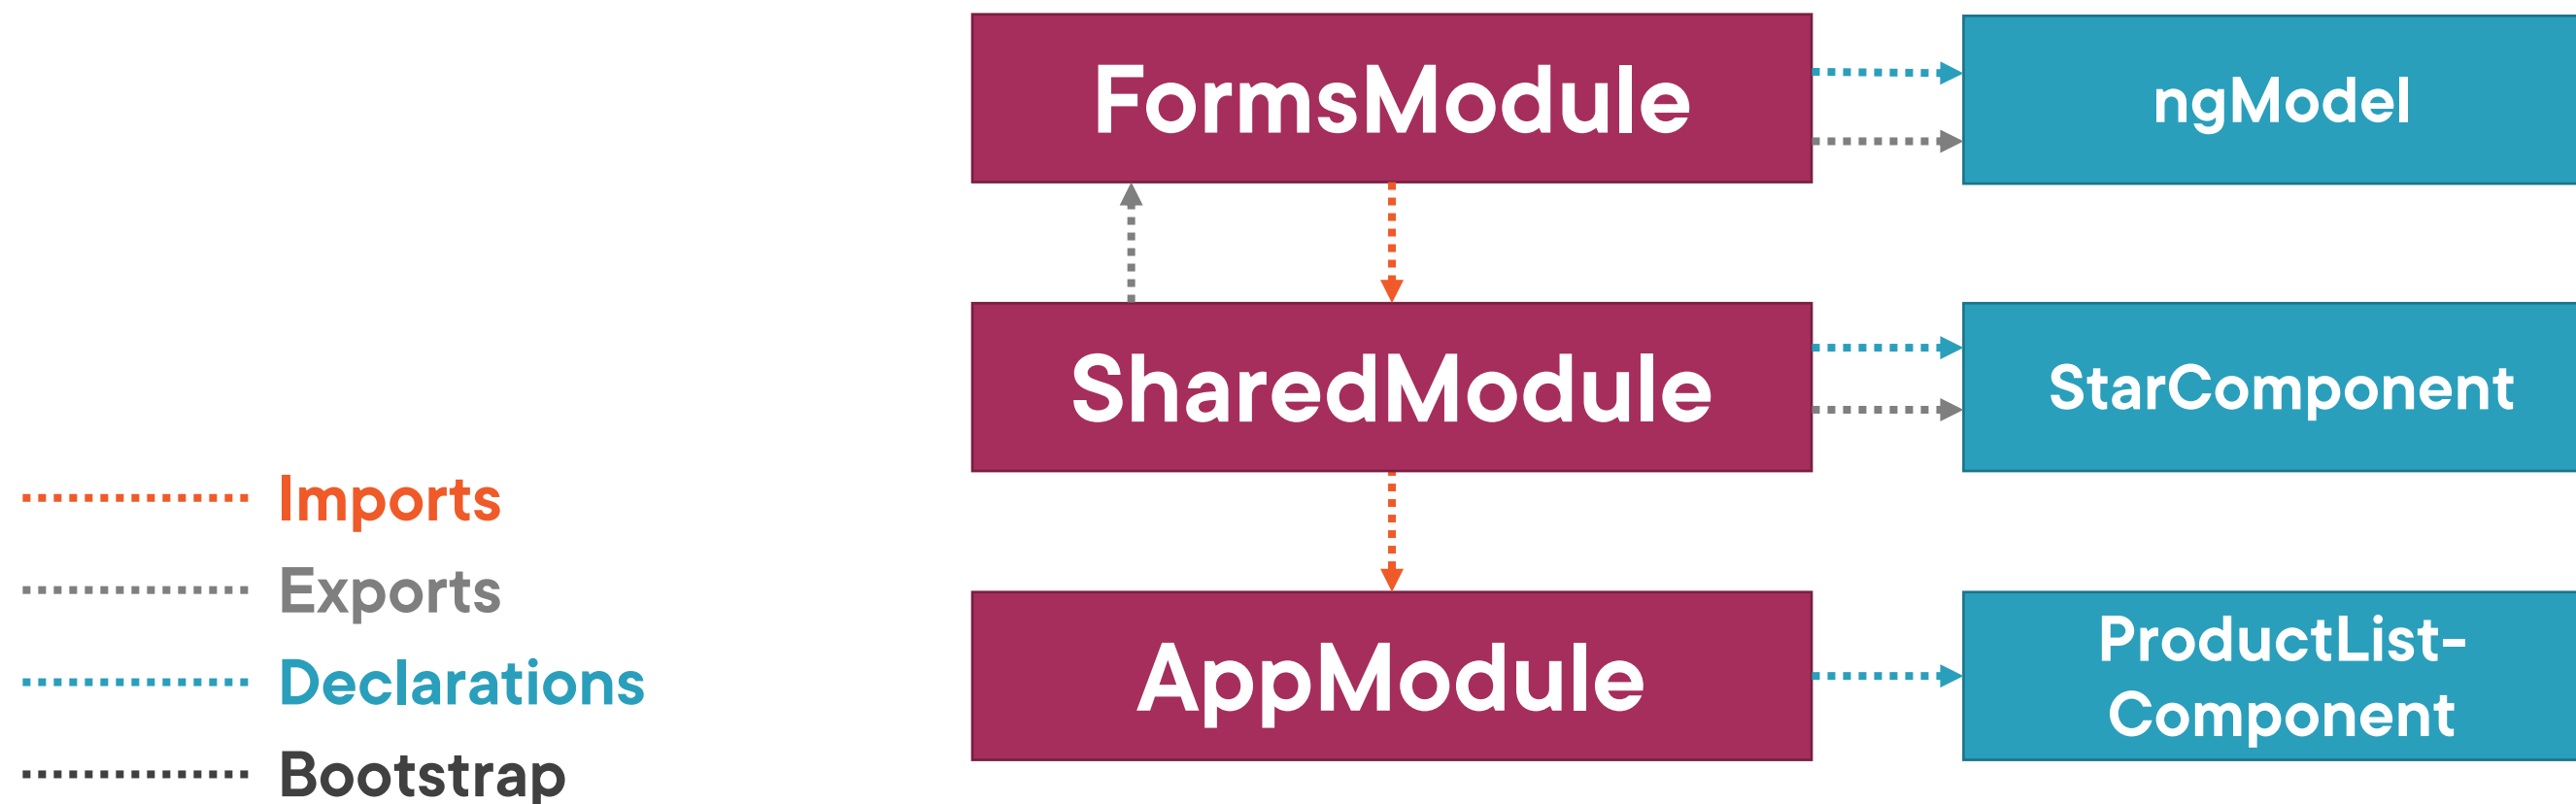 FormsModule
ngModel
SharedModule
StarComponent
Imports
Exports
AppModule
ProductList-
Component
Declarations
Bootstrap